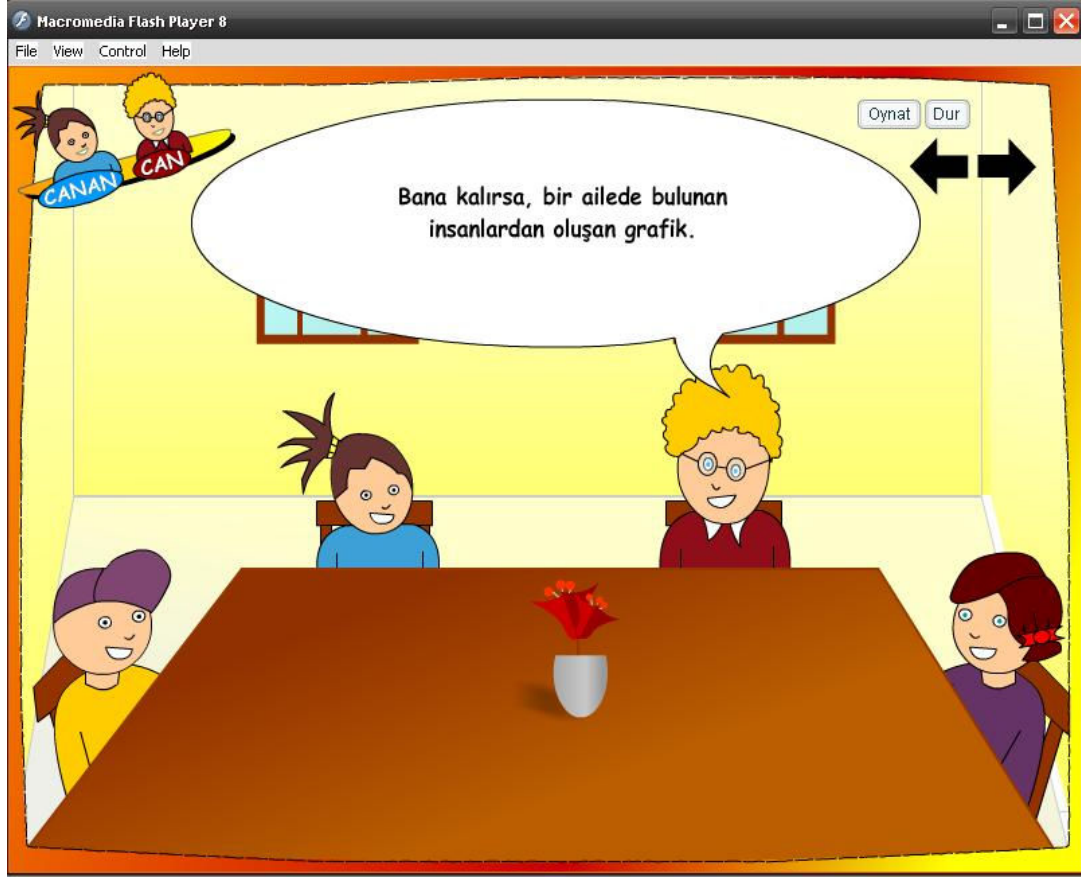 Macromedia Flash Player 8
File View Control Help
CANAN CAN
Oynat Dur
Bana kalırsa, bir ailede bulunan
insanlardan oluşan grafik.